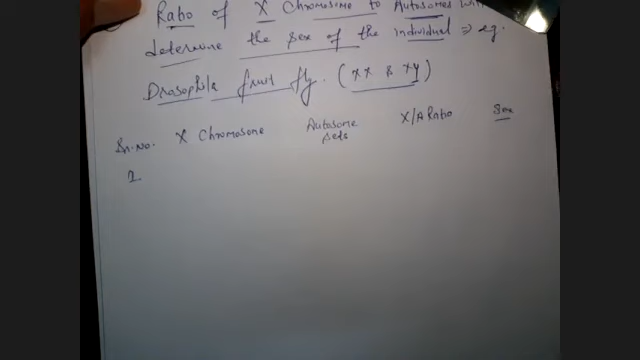 Ratio of X Chromosome to Autosomes will
determine the sex of the individual ⇒ eg.
Drosophila fruit fly. (XX & XY)
Sr.No. X Chromosome Autosome sets X/A Ratio Sex
1.